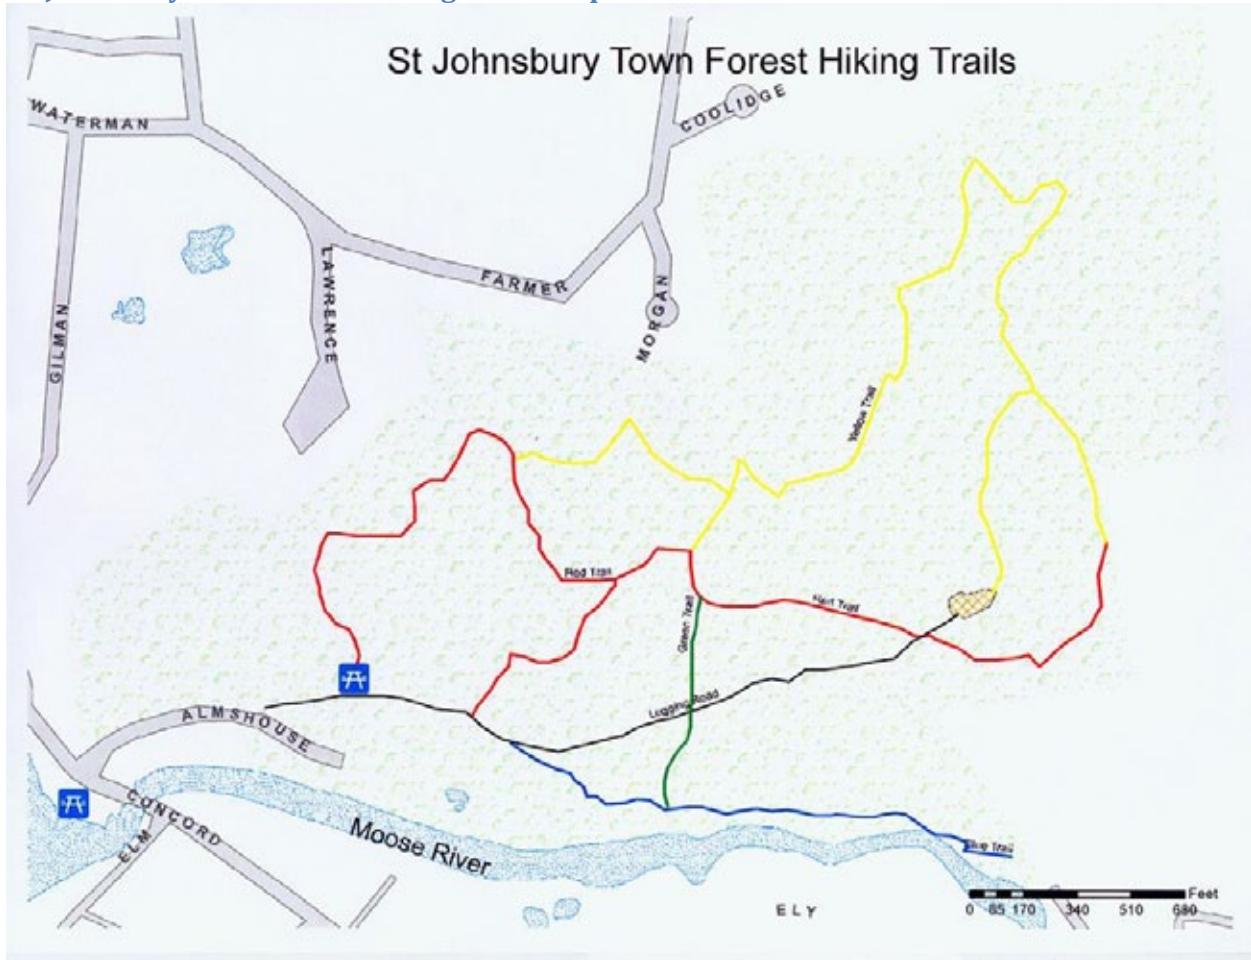 St Johnsbury Town Forest Hiking Trails
COOLIDGE
WATERMAN
LAWRENCE
FARMER
MORGAN
GILMAN
Yellow Trail
Red Trail
Red Trail
Green Trail
Logging Road
ALMSHOUSE
CONCORD
ELM
Moose River
Blue Trail
ELY
Feet
0 85 170 340 510 680